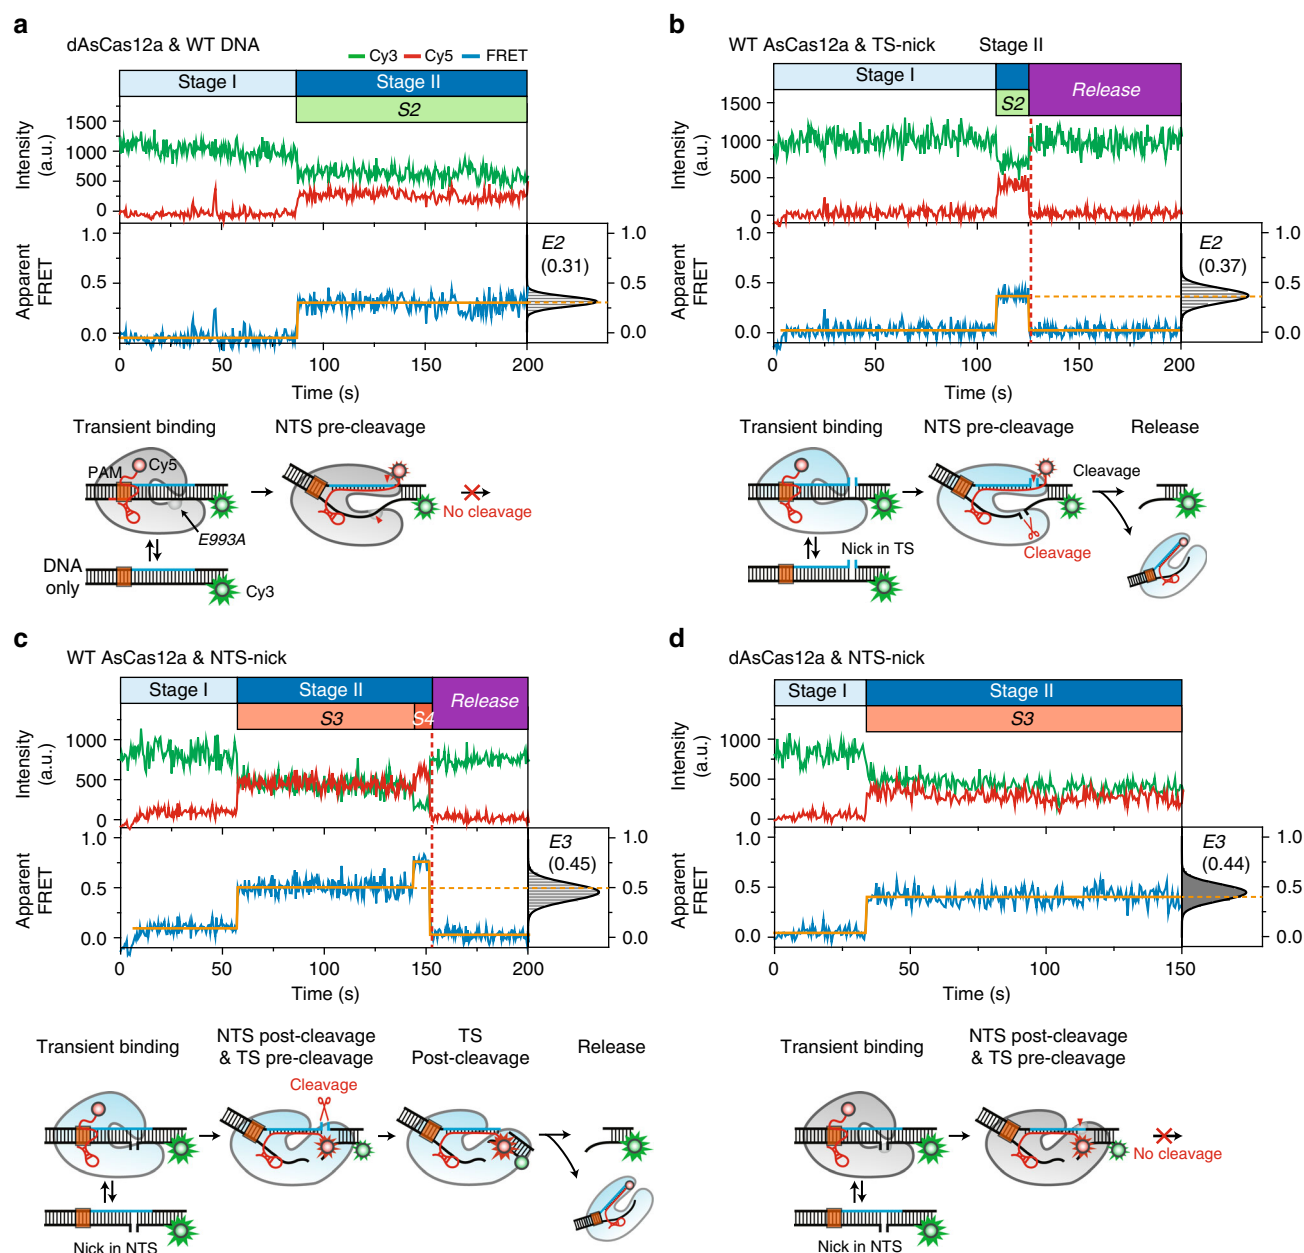 a
dAsCas12a & WT DNA
Cy3 Cy5 FRET
Stage I Stage II
S2
Intensity (a.u.)
1500
1000
500
0
Apparent FRET
1.0
0.5
0.0
E2
(0.31)
1.0
0.5
0.0
0 50 100 150 200
Time (s)
Transient binding
NTS pre-cleavage
PAM
Cy5
E993A
No cleavage
DNA only
Cy3
b
WT AsCas12a & TS-nick
Stage II
Stage I
S2
Release
Intensity (a.u.)
1500
1000
500
0
Apparent FRET
1.0
0.5
0.0
E2
(0.37)
1.0
0.5
0.0
0 50 100 150 200
Time (s)
Transient binding
NTS pre-cleavage
Release
Cleavage
Nick in TS
Cleavage
c
WT AsCas12a & NTS-nick
Stage I Stage II
Release
S3 S4
Intensity (a.u.)
1000
500
0
Apparent FRET
1.0
0.5
0.0
E3
(0.45)
1.0
0.5
0.0
0 50 100 150 200
Time (s)
Transient binding
NTS post-cleavage
& TS pre-cleavage
TS
Post-cleavage
Release
Cleavage
Nick in NTS
d
dAsCas12a & NTS-nick
Stage I Stage II
S3
Intensity (a.u.)
1000
500
0
Apparent FRET
1.0
0.5
0.0
E3
(0.44)
1.0
0.5
0.0
0 50 100 150
Time (s)
Transient binding
NTS post-cleavage
& TS pre-cleavage
No cleavage
Nick in NTS